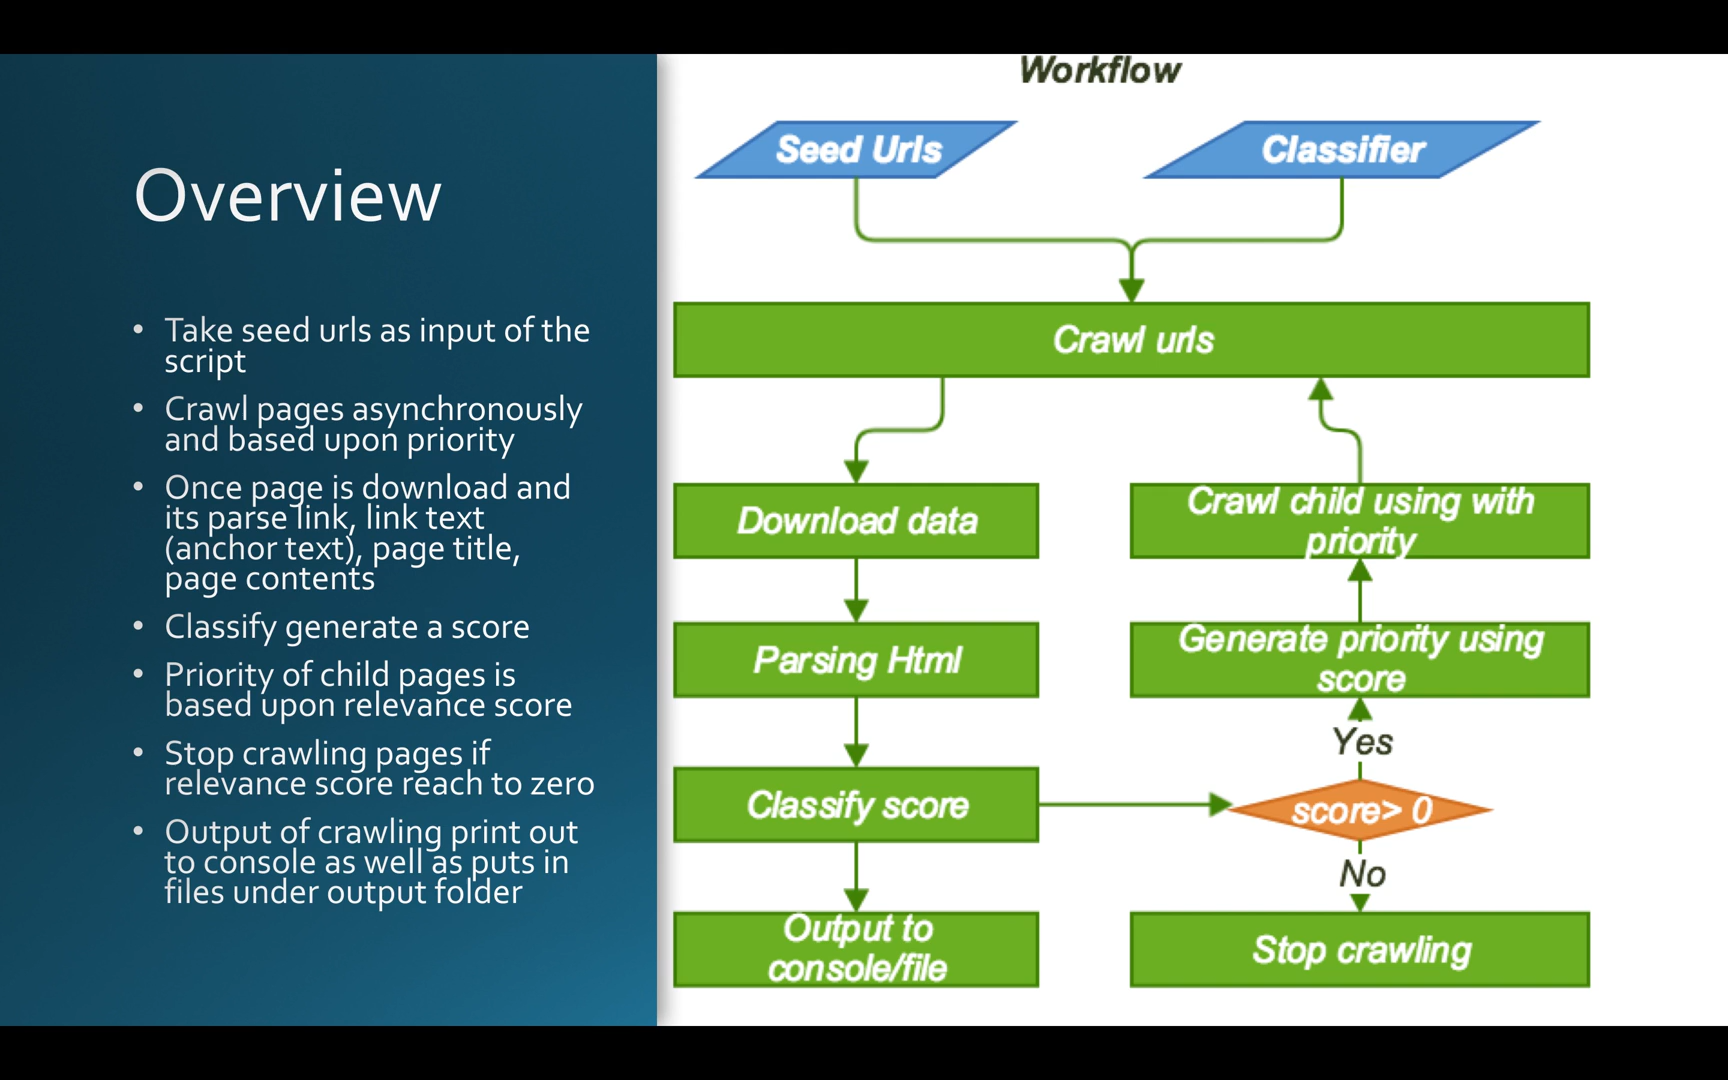 Overview
• Take seed urls as input of the
script
• Crawl pages asynchronously
and based upon priority
• Once page is download and
its parse link, link text
(anchor text), page title,
page contents
• Classify generate a score
• Priority of child pages is
based upon relevance score
• Stop crawling pages if
relevance score reach to zero
• Output of crawling print out
to console as well as puts in
files under output folder
Workflow
Seed Urls
Classifier
Crawl urls
Download data
Crawl child using with
priority
Parsing Html
Generate priority using
score
Yes
Classify score
score> 0
No
Output to
console/file
Stop crawling